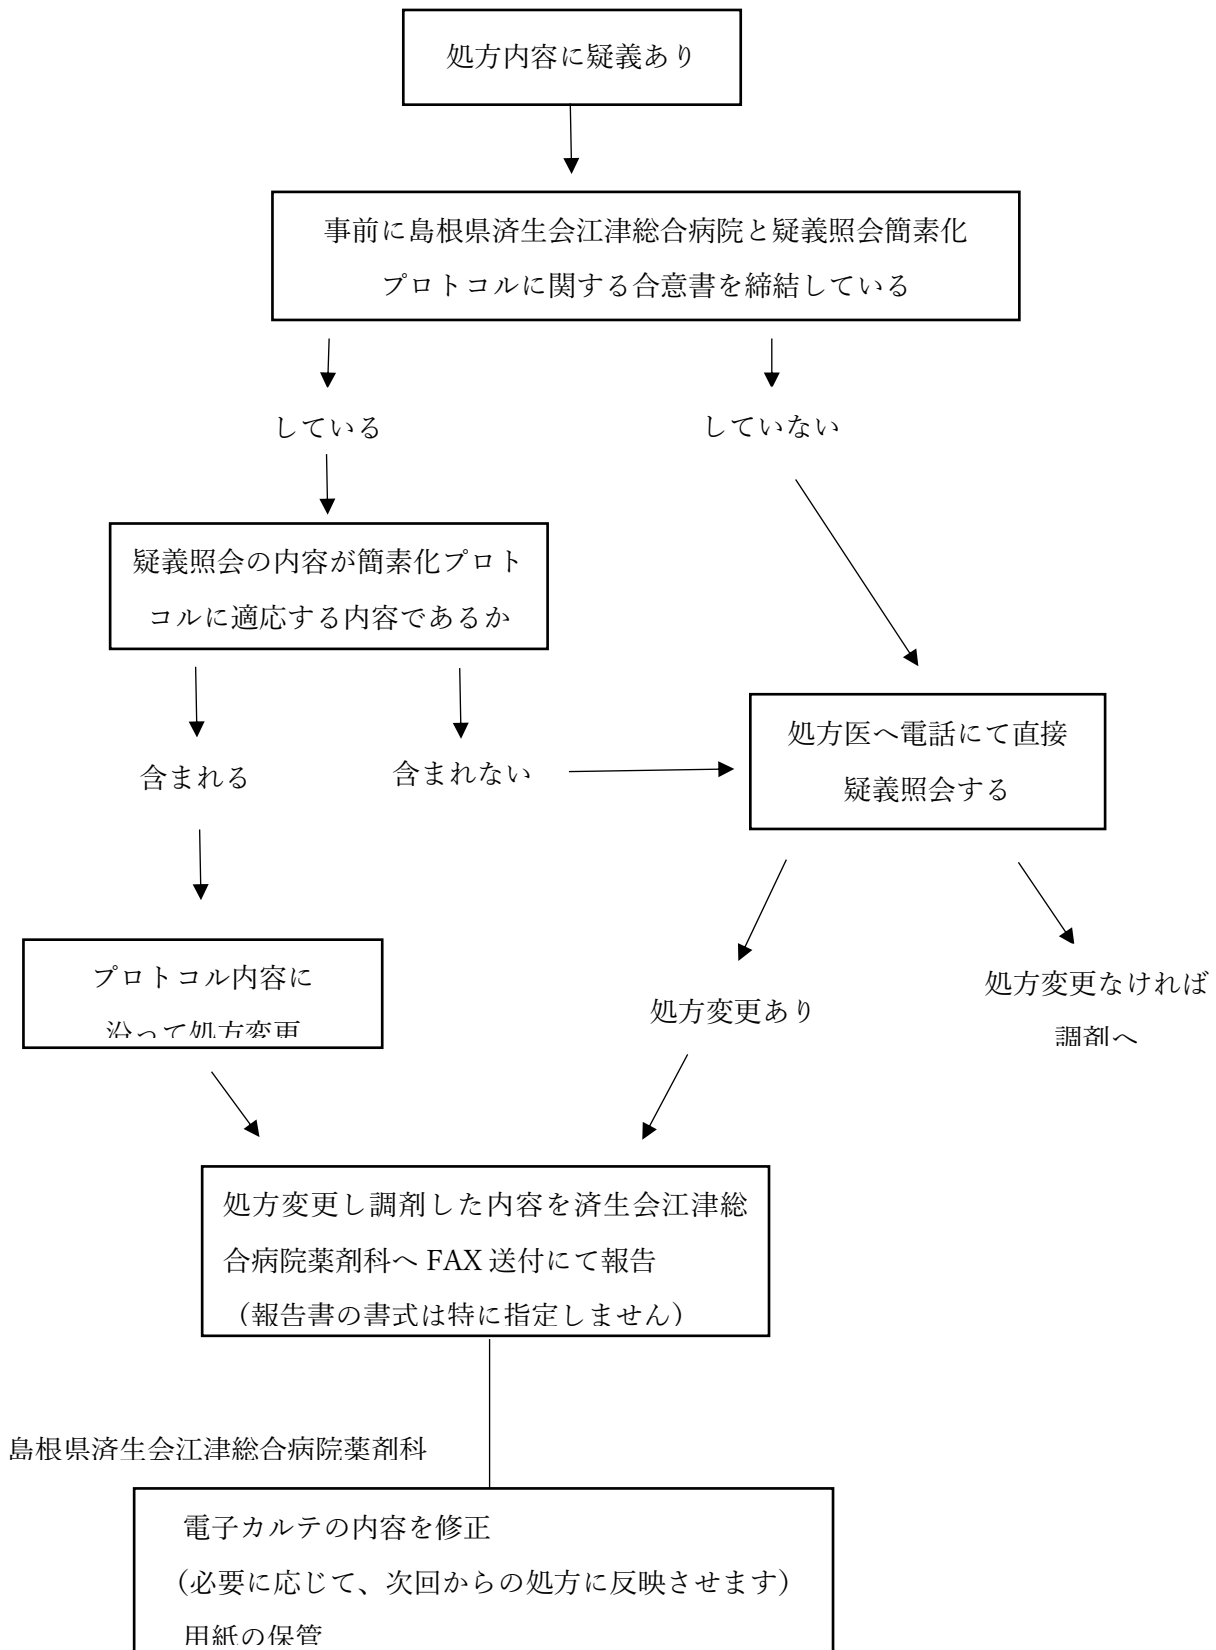 処方内容に疑義あり
事前に島根県済生会江津総合病院と疑義照会簡素化
プロトコルに関する合意書を締結している
している
していない
疑義照会の内容が簡素化プロト
コルに適応する内容であるか
含まれる
含まれない
処方医へ電話にて直接
疑義照会する
プロトコル内容に
沿って処方変更
処方変更あり
処方変更なければ
調剤へ
処方変更し調剤した内容を済生会江津総
合病院薬剤科へ FAX 送付にて報告
（報告書の書式は特に指定しません）
島根県済生会江津総合病院薬剤科
電子カルテの内容を修正
（必要に応じて、次回からの処方に反映させます）
用紙の保管